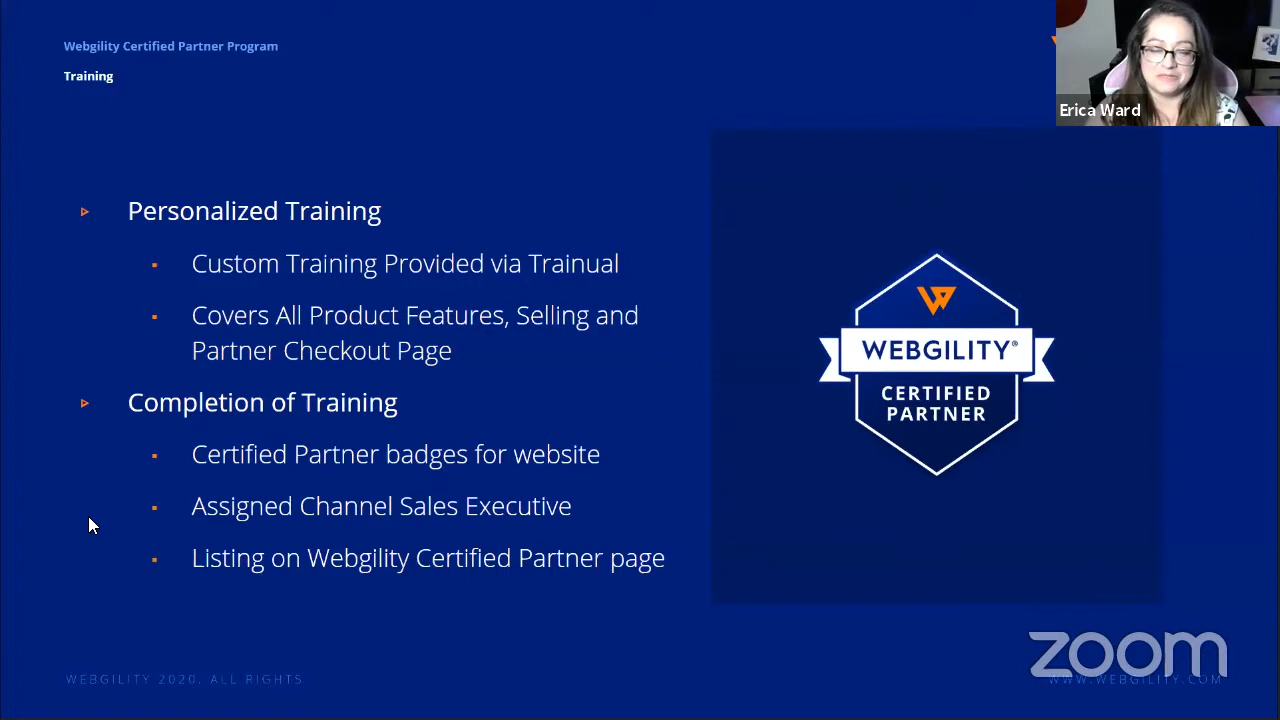 Webgility Certified Partner Program
Training
Erica Ward
Personalized Training
Custom Training Provided via Trainual
Covers All Product Features, Selling and
Partner Checkout Page
Completion of Training
Certified Partner badges for website
Assigned Channel Sales Executive
Listing on Webgility Certified Partner page
WEBGILITY®
CERTIFIED
PARTNER
zoom
WEBGILITY 2020. ALL RIGHTS
WWW.WEBGILITY.COM